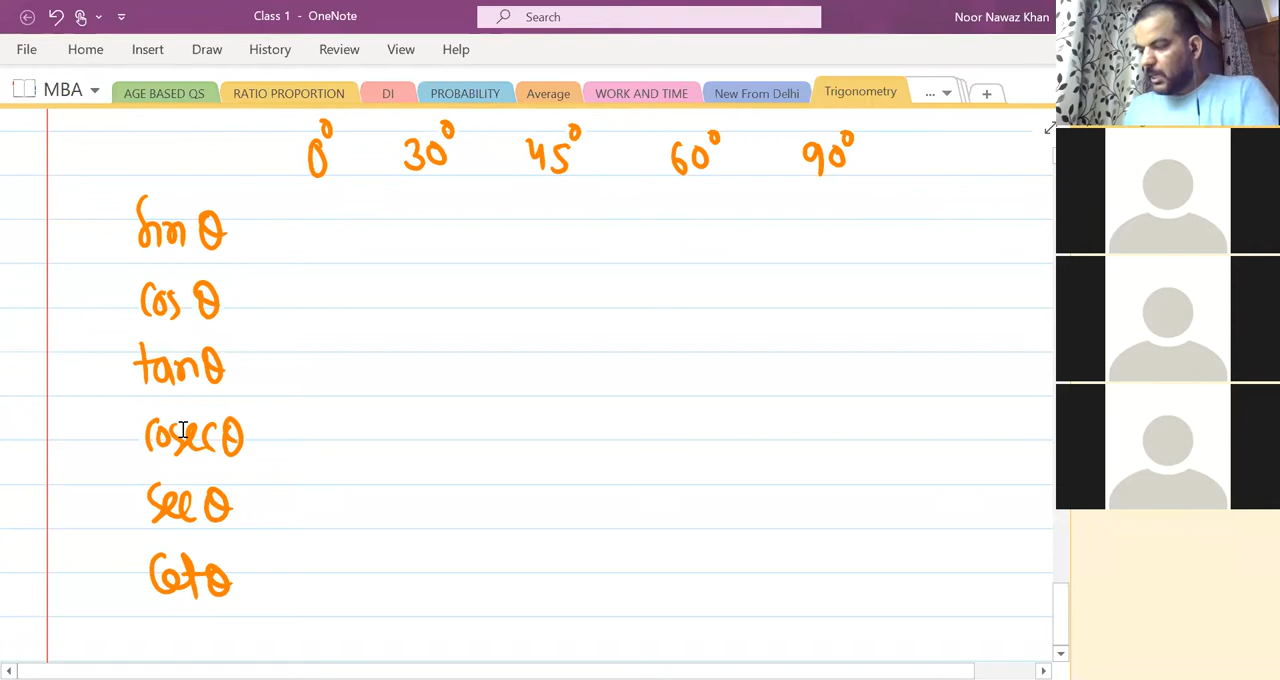 Class 1 - OneNote
Search
Noor Nawaz Khan
File Home Insert Draw History Review View Help
MBA AGE BASED QS RATIO PROPORTION DI PROBABILITY Average WORK AND TIME New From Delhi Trigonometry ... +
0° 30° 45° 60° 90°
sin θ
cos θ
tan θ
cosec θ
sec θ
cot θ